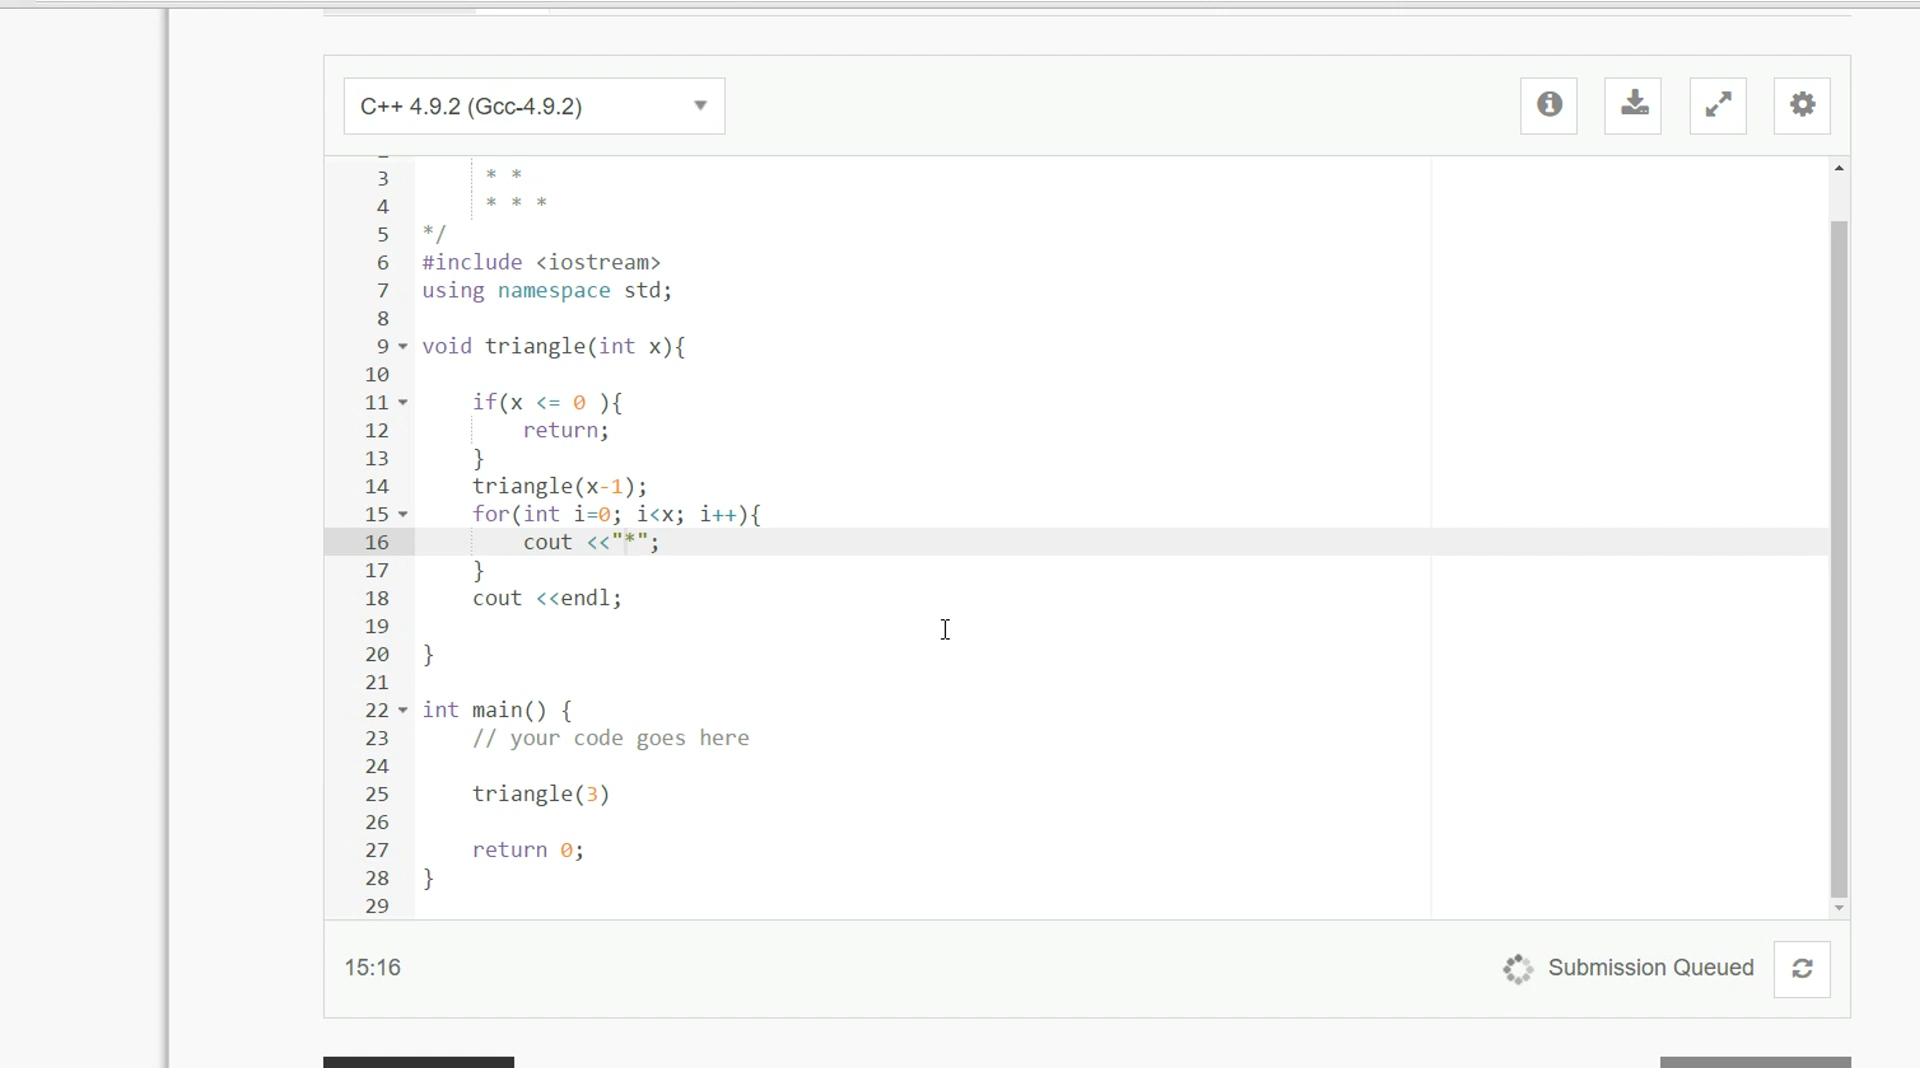 C++ 4.9.2 (Gcc-4.9.2)
3 * *
4 * * *
5 */
6 #include <iostream>
7 using namespace std;
8
9 void triangle(int x){
10
11 if(x <= 0 ){
12 return;
13 }
14 triangle(x-1);
15 for(int i=0; i<x; i++){
16 cout <<"*";
17 }
18 cout <<endl;
19
20 }
21
22 int main() {
23 // your code goes here
24
25 triangle(3)
26
27 return 0;
28 }
29
15:16
Submission Queued